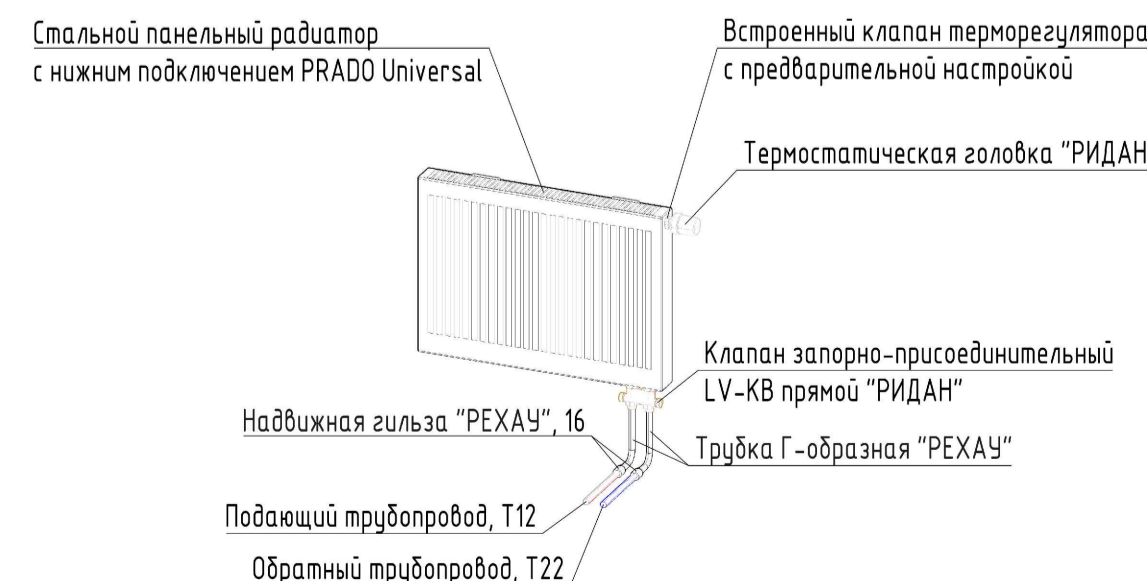 Стальной панельный радиатор
с нижним подключением PRADO Universal
Встроенный клапан терморегулятора
с предварительной настройкой
Термостатическая головка "РИДАН
Клапан запорно-присоединительный
LV-КВ прямой "РИДАН"
Надвижная гильза "РЕХАУ", 16
Трубка Г-образная "РЕХАУ"
Подающий трубопровод, Т12
Обратный трубопровод, Т22